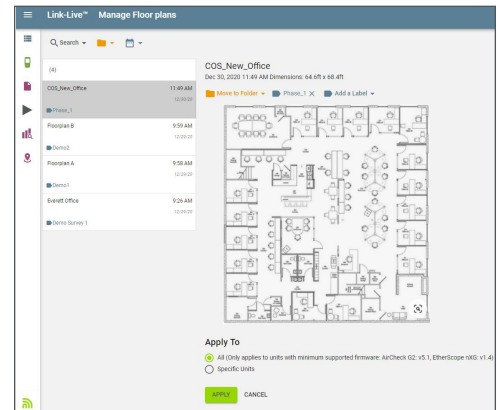 Link-Live™ Manage Floor plans
Search
(4)
COS_New_Office 11:49 AM
12/30/20
Phase_1
Floorplan B 9:59 AM
12/29/20
Demo2
Floorplan A 9:58 AM
12/29/20
Demo1
Everett Office 9:26 AM
12/29/20
Demo Survey 1
COS_New_Office
Dec 30, 2020 11:49 AM Dimensions: 64.6ft x 68.4ft
Move to Folder Phase_1 X Add a Label
Apply To
All (Only applies to units with minimum supported firmware: AirCheck G2: v5.1, EtherScope nXG: v1.4)
Specific Units
APPLY CANCEL